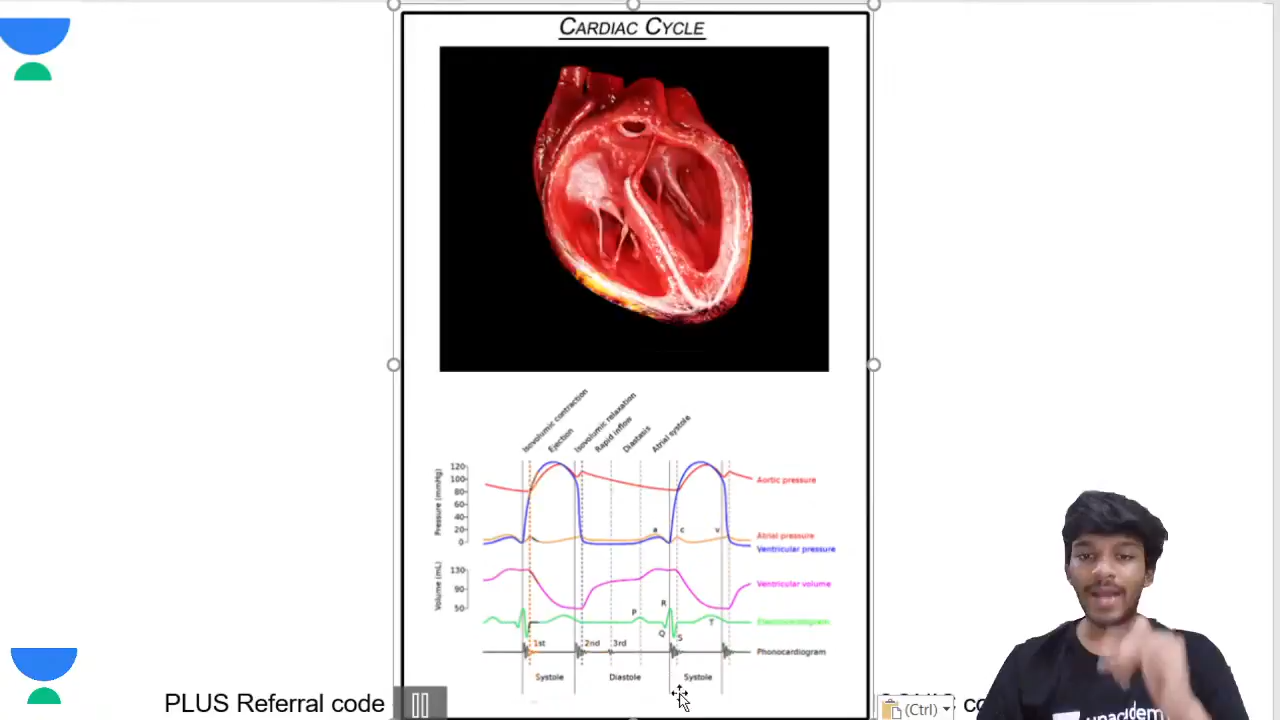 CARDIAC CYCLE
Isovolumic contraction
Ejection
Isovolumic relaxation
Rapid inflow
Diastasis
Atrial systole
Pressure (mmHg)
120
100
80
60
40
20
0
a
c
v
Aortic pressure
Atrial pressure
Ventricular pressure
Volume (mL)
130
90
50
Ventricular volume
R
P
Q
S
T
Electrocardiogram
1st
2nd
3rd
Phonocardiogram
Systole
Diastole
Systole
PLUS Referral code
(Ctrl)